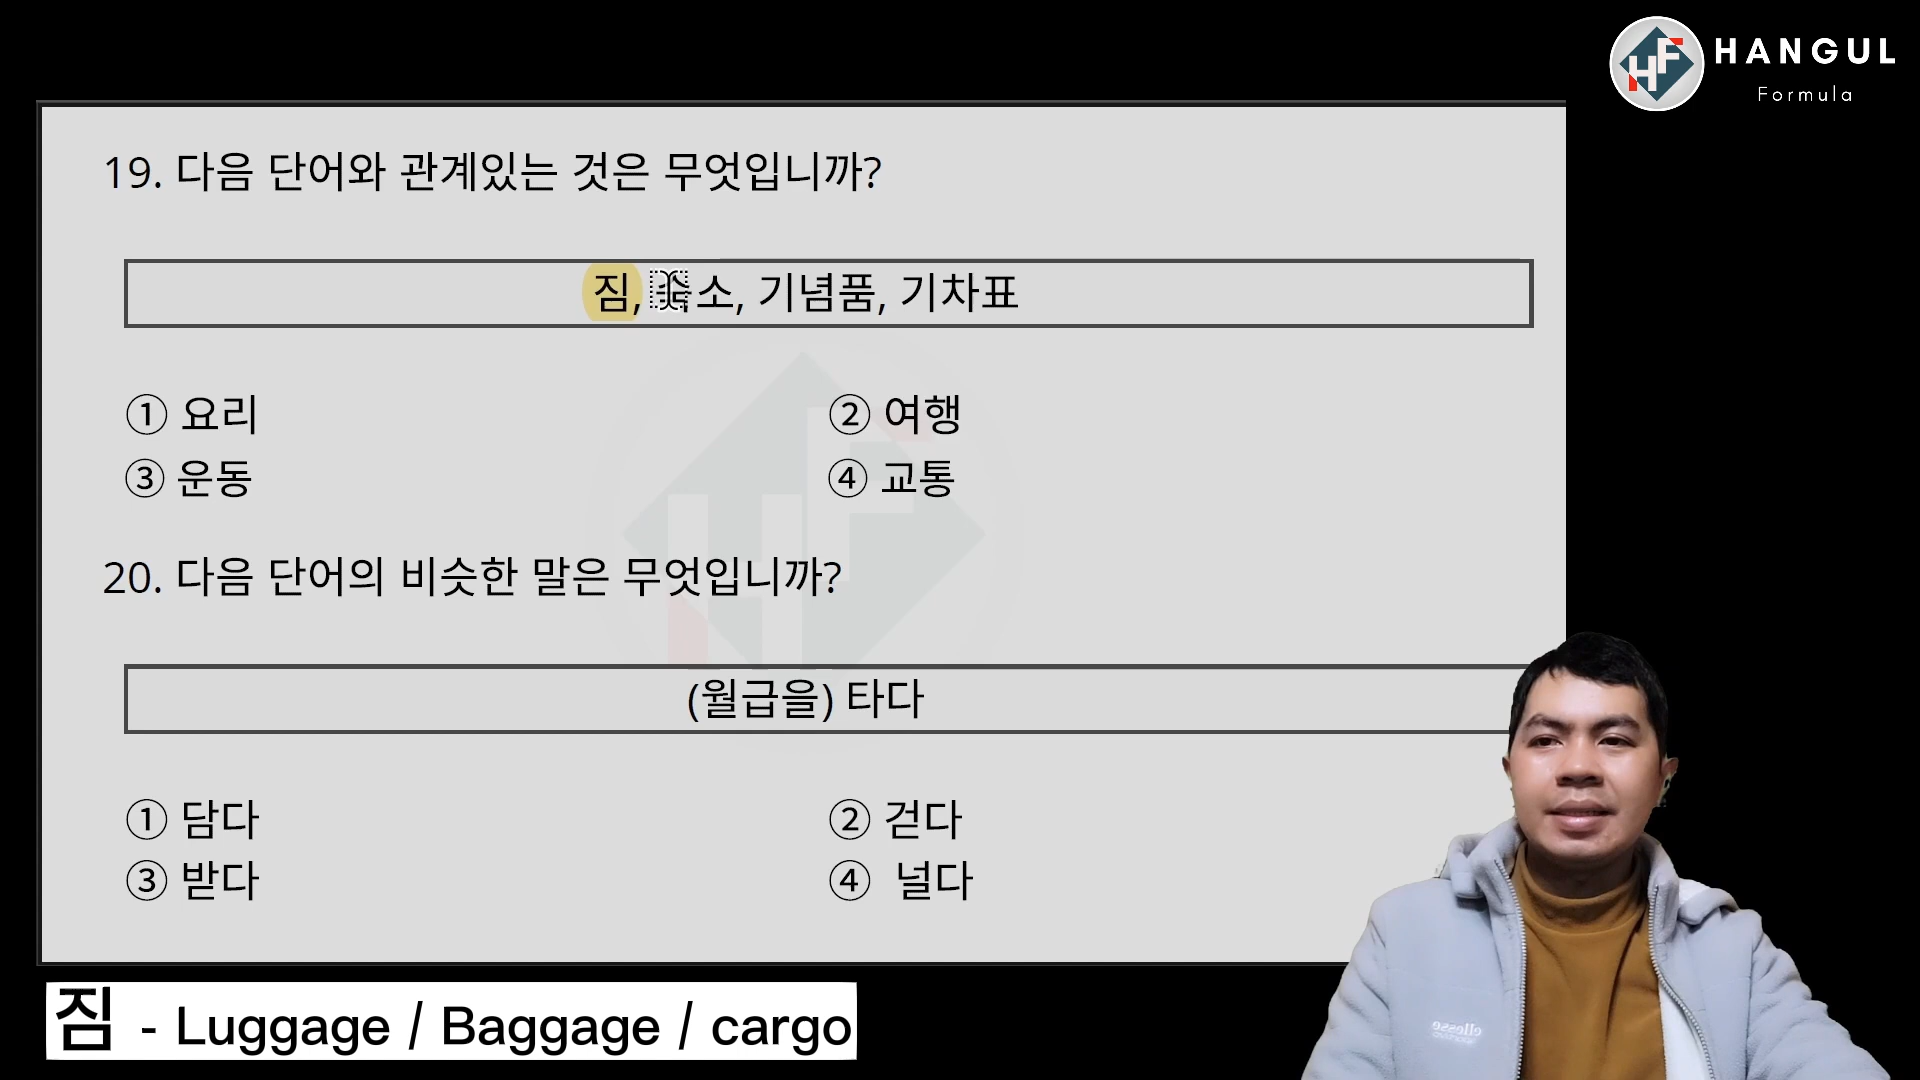 HANGUL
Formula
19. 다음 단어와 관계있는 것은 무엇입니까?
짐, 소, 기념품, 기차표
① 요리
② 여행
③ 운동
④ 교통
20. 다음 단어의 비슷한 말은 무엇입니까?
(월급을) 타다
① 담다
② 걷다
③ 받다
④ 널다
짐 - Luggage / Baggage / cargo
ellesse